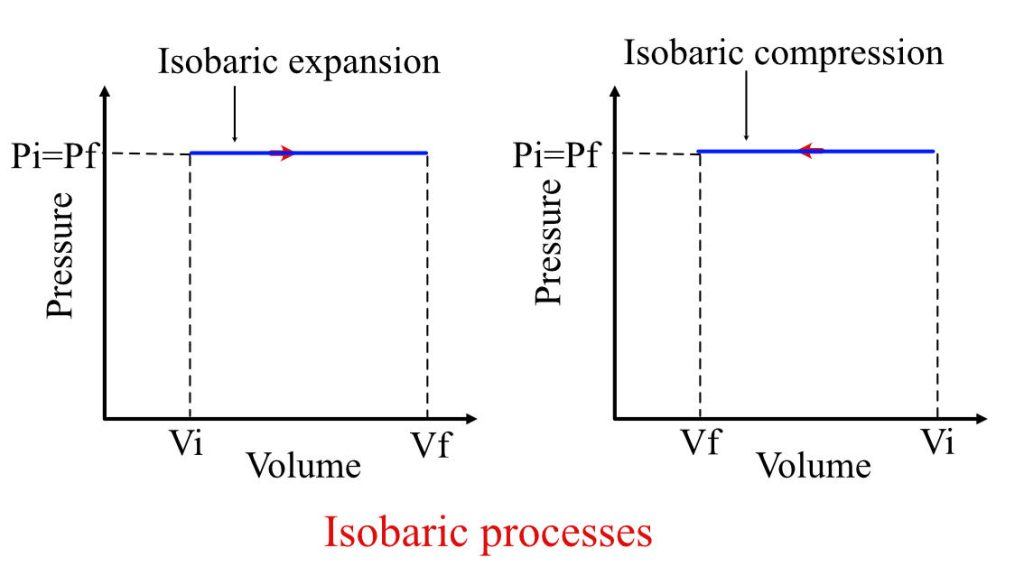 Isobaric expansion
Pi=Pf
Pressure
Vi
Vf
Volume
Isobaric compression
Pi=Pf
Pressure
Vf
Vi
Volume
Isobaric processes